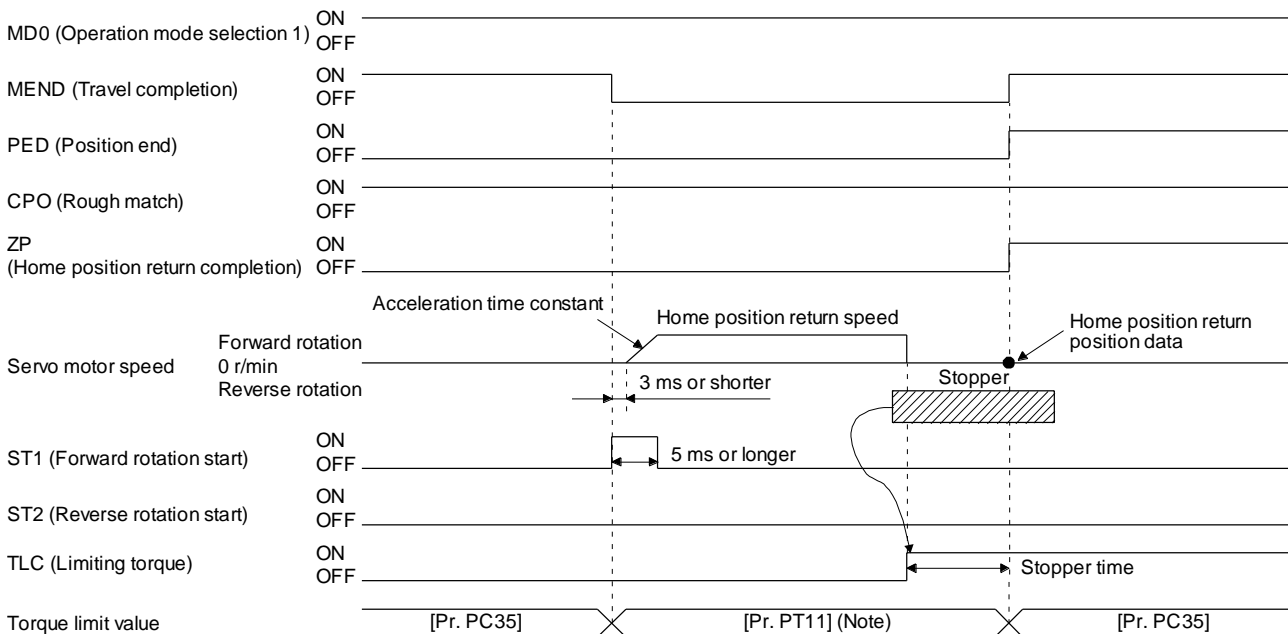 MD0 (Operation mode selection 1)
ON
OFF
MEND (Travel completion)
ON
OFF
PED (Position end)
ON
OFF
CPO (Rough match)
ON
OFF
ZP
(Home position return completion)
ON
OFF
Acceleration time constant
Home position return speed
Home position return
position data
Servo motor speed
Forward rotation
0 r/min
Reverse rotation
3 ms or shorter
Stopper
ST1 (Forward rotation start)
ON
OFF
5 ms or longer
ST2 (Reverse rotation start)
ON
OFF
TLC (Limiting torque)
ON
OFF
Stopper time
Torque limit value
[Pr. PC35]
[Pr. PT11] (Note)
[Pr. PC35]